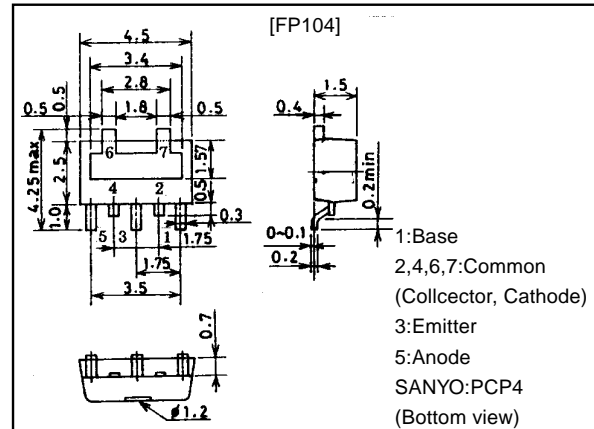 [FP104]
4.5
3.4
2.8
0.5 1.8 0.5
0.5
6 7
4.25max
2.5
1.57
4 2
0.5
1.0
0.3
5 3 1
1.75
1.75
3.5
1.5
0.4
0.2min
0~0.1
0.2
1:Base
2,4,6,7:Common
(Collcector, Cathode)
3:Emitter
5:Anode
SANYO:PCP4
(Bottom view)
0.7
ø1.2